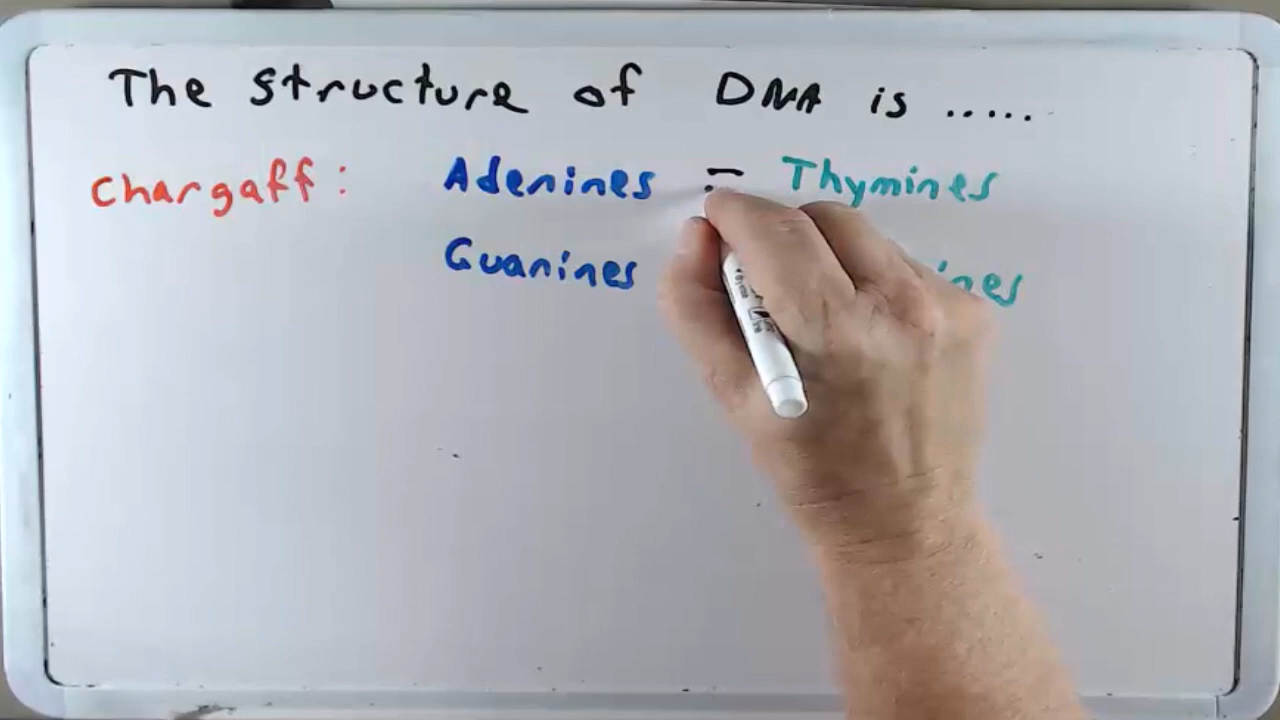 The structure of DNA is .....
Chargaff: Adenines = Thymines
Guanines